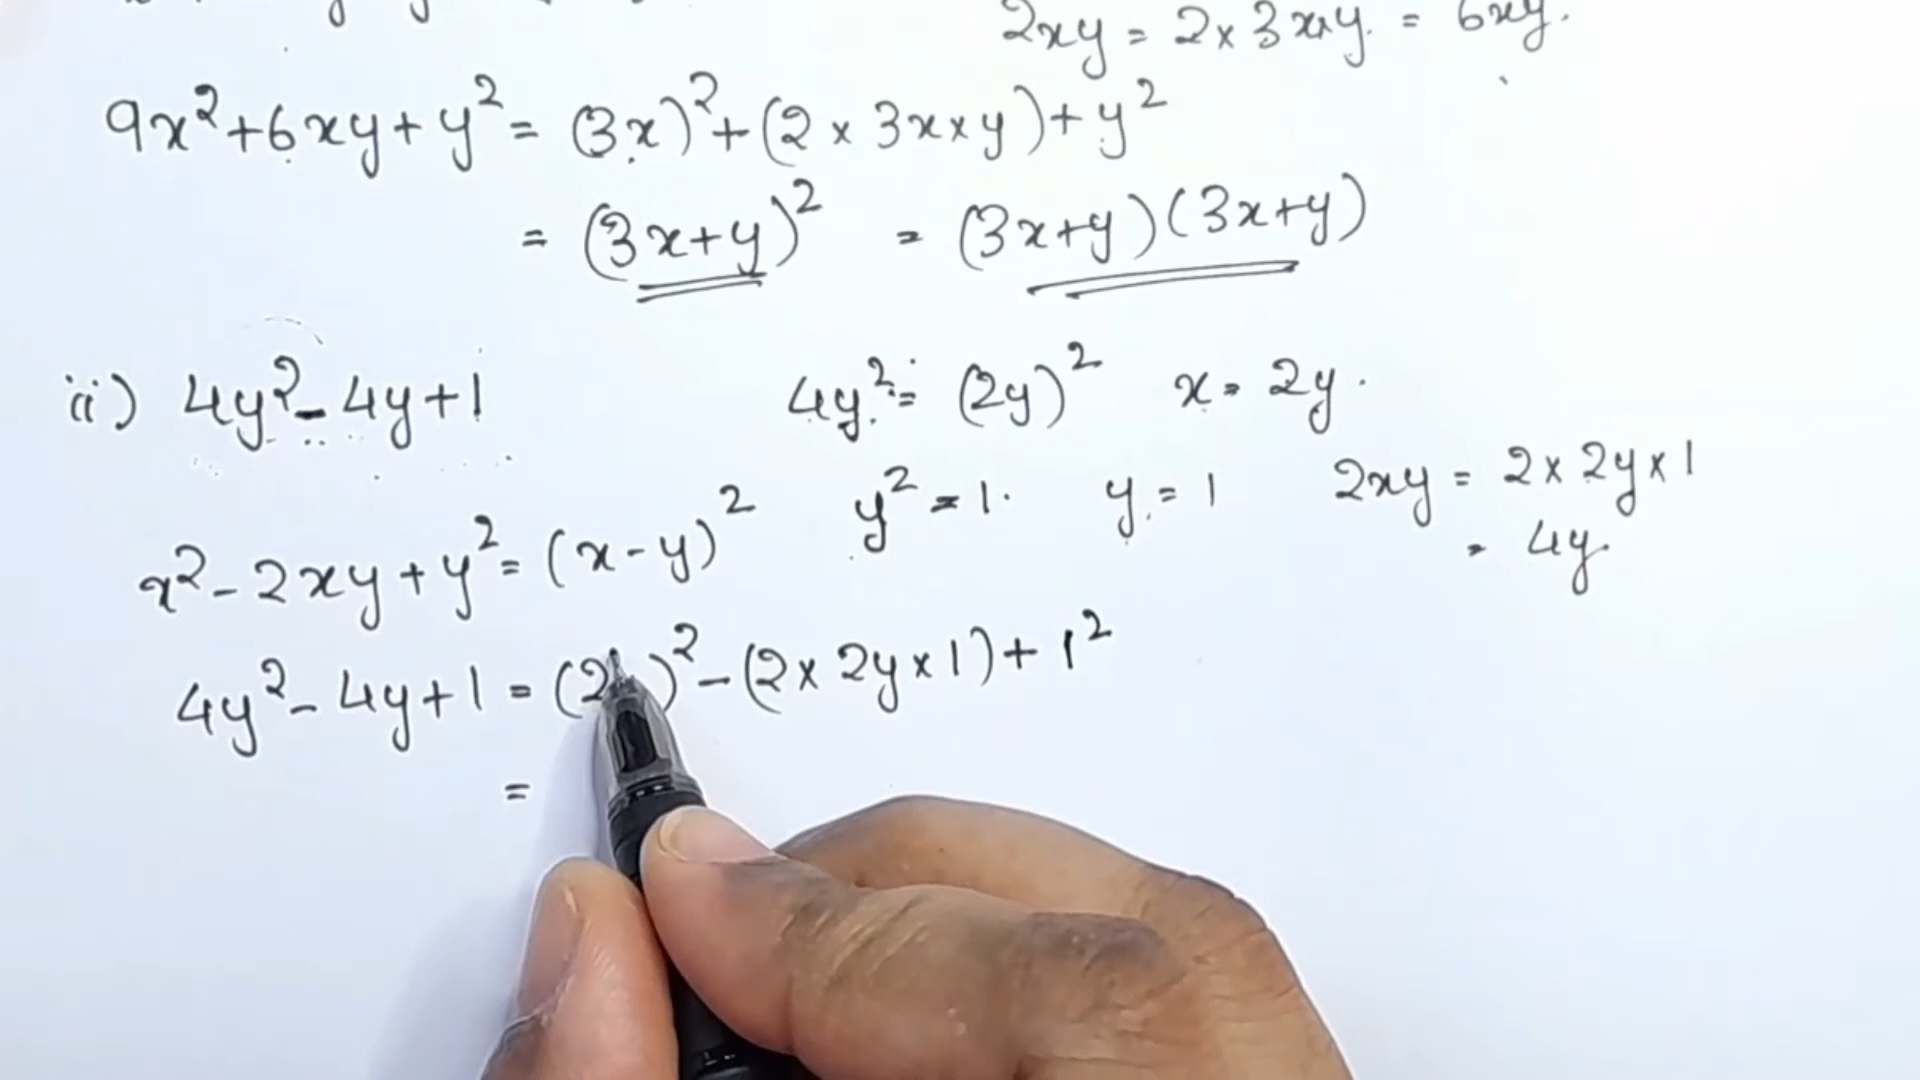 2xy = 2 × 3x×y. = 6xy.
9x² + 6xy + y² = (3x)² + (2 × 3x × y) + y²
= (3x+y)² = (3x+y)(3x+y)
ii) 4y² - 4y + 1 4y² = (2y)² x = 2y.
x² - 2xy + y² = (x - y)² y² = 1. y = 1 2xy = 2 × 2y × 1
= 4y.
4y² - 4y + 1 = (2 )² - (2 × 2y × 1) + 1²
=